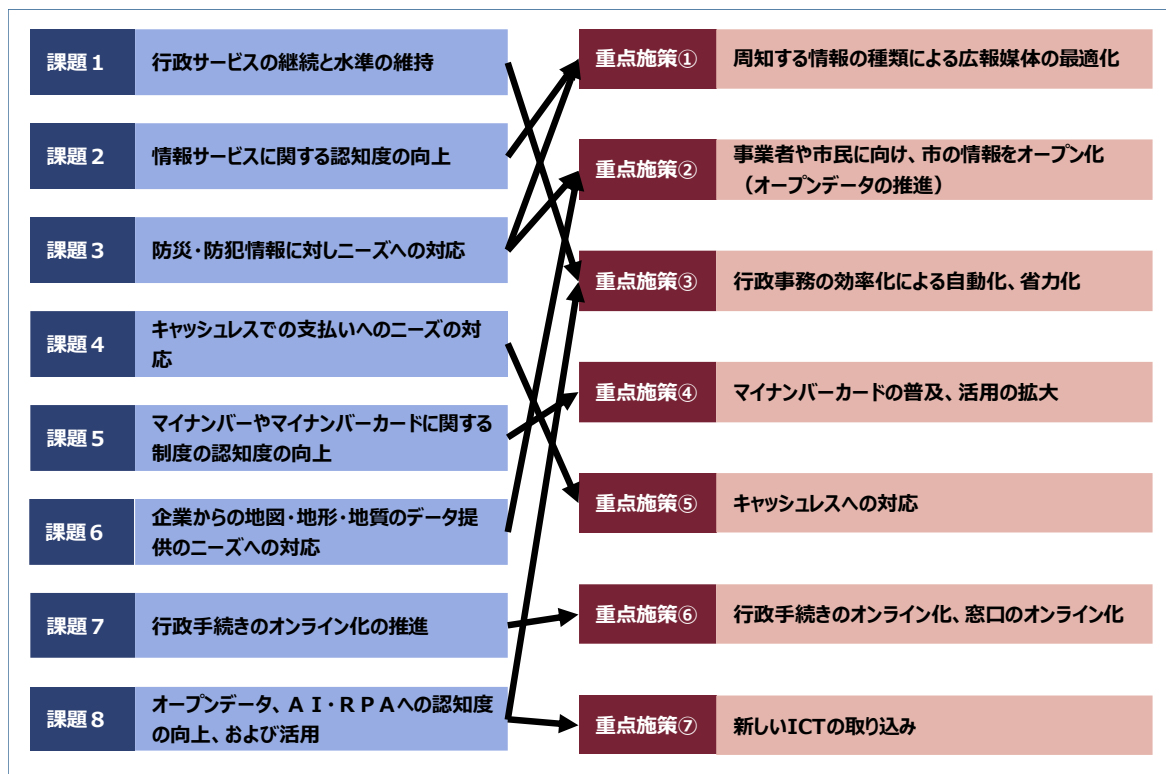 課題１
行政サービスの継続と水準の維持
課題２
情報サービスに関する認知度の向上
課題３
防災・防犯情報に対しニーズへの対応
課題４
キャッシュレスでの支払いへのニーズの対
応
課題５
マイナンバーやマイナンバーカードに関する
制度の認知度の向上
課題６
企業からの地図・地形・地質のデータ提
供のニーズへの対応
課題７
行政手続きのオンライン化の推進
課題８
オープンデータ、ＡＩ・ＲＰＡへの認知度
の向上、および活用
重点施策①
周知する情報の種類による広報媒体の最適化
重点施策②
事業者や市民に向け、市の情報をオープン化
（オープンデータの推進）
重点施策③
行政事務の効率化による自動化、省力化
重点施策④
マイナンバーカードの普及、活用の拡大
重点施策⑤
キャッシュレスへの対応
重点施策⑥
行政手続きのオンライン化、窓口のオンライン化
重点施策⑦
新しいICTの取り込み